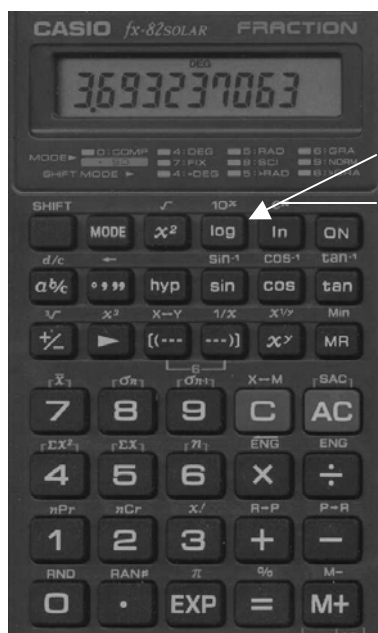 CASIO fx-82SOLAR FRACTION
DEG
3.693237063
MODE► 0:COMP 4:DEG 5:RAD 6:GRA
• SD 7:FIX 8:SCI 9:NORM
SHIFT MODE ► 4:►DEG 5:►RAD 6:►GRA
SHIFT √ 10ˣ
MODE x² log ln ON
d/c ← sin⁻¹ cos⁻¹ tan⁻¹
a b/c °,,, hyp sin cos tan
³√ x³ X↔Y 1/x X^1/y Min
+/− ► [(--- ---)] xʸ MR
6
x̄ σn σn-1 X↔M SAC
7 8 9 C AC
Σx² Σx n ENG ENG
4 5 6 × ÷
nPr nCr x! R→P P→R
1 2 3 + −
RND RAN# π % M−
0 • EXP = M+